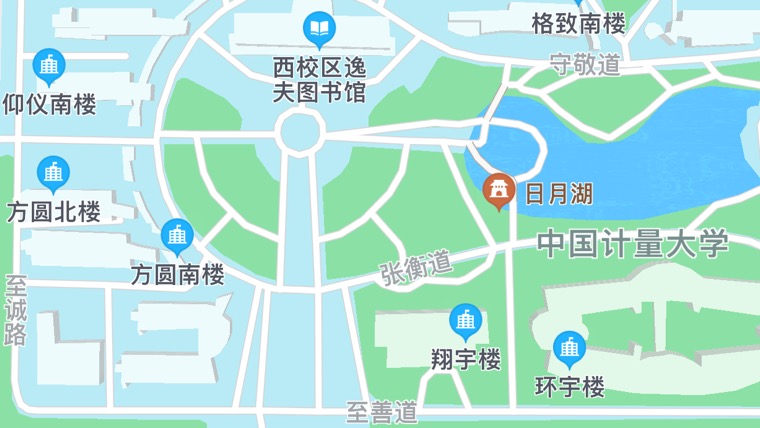 格致南楼
守敬道
西校区逸
夫图书馆
仰仪南楼
日月湖
方圆北楼
中国计量大学
方圆南楼
张衡道
至诚路
翔宇楼
环宇楼
至善道